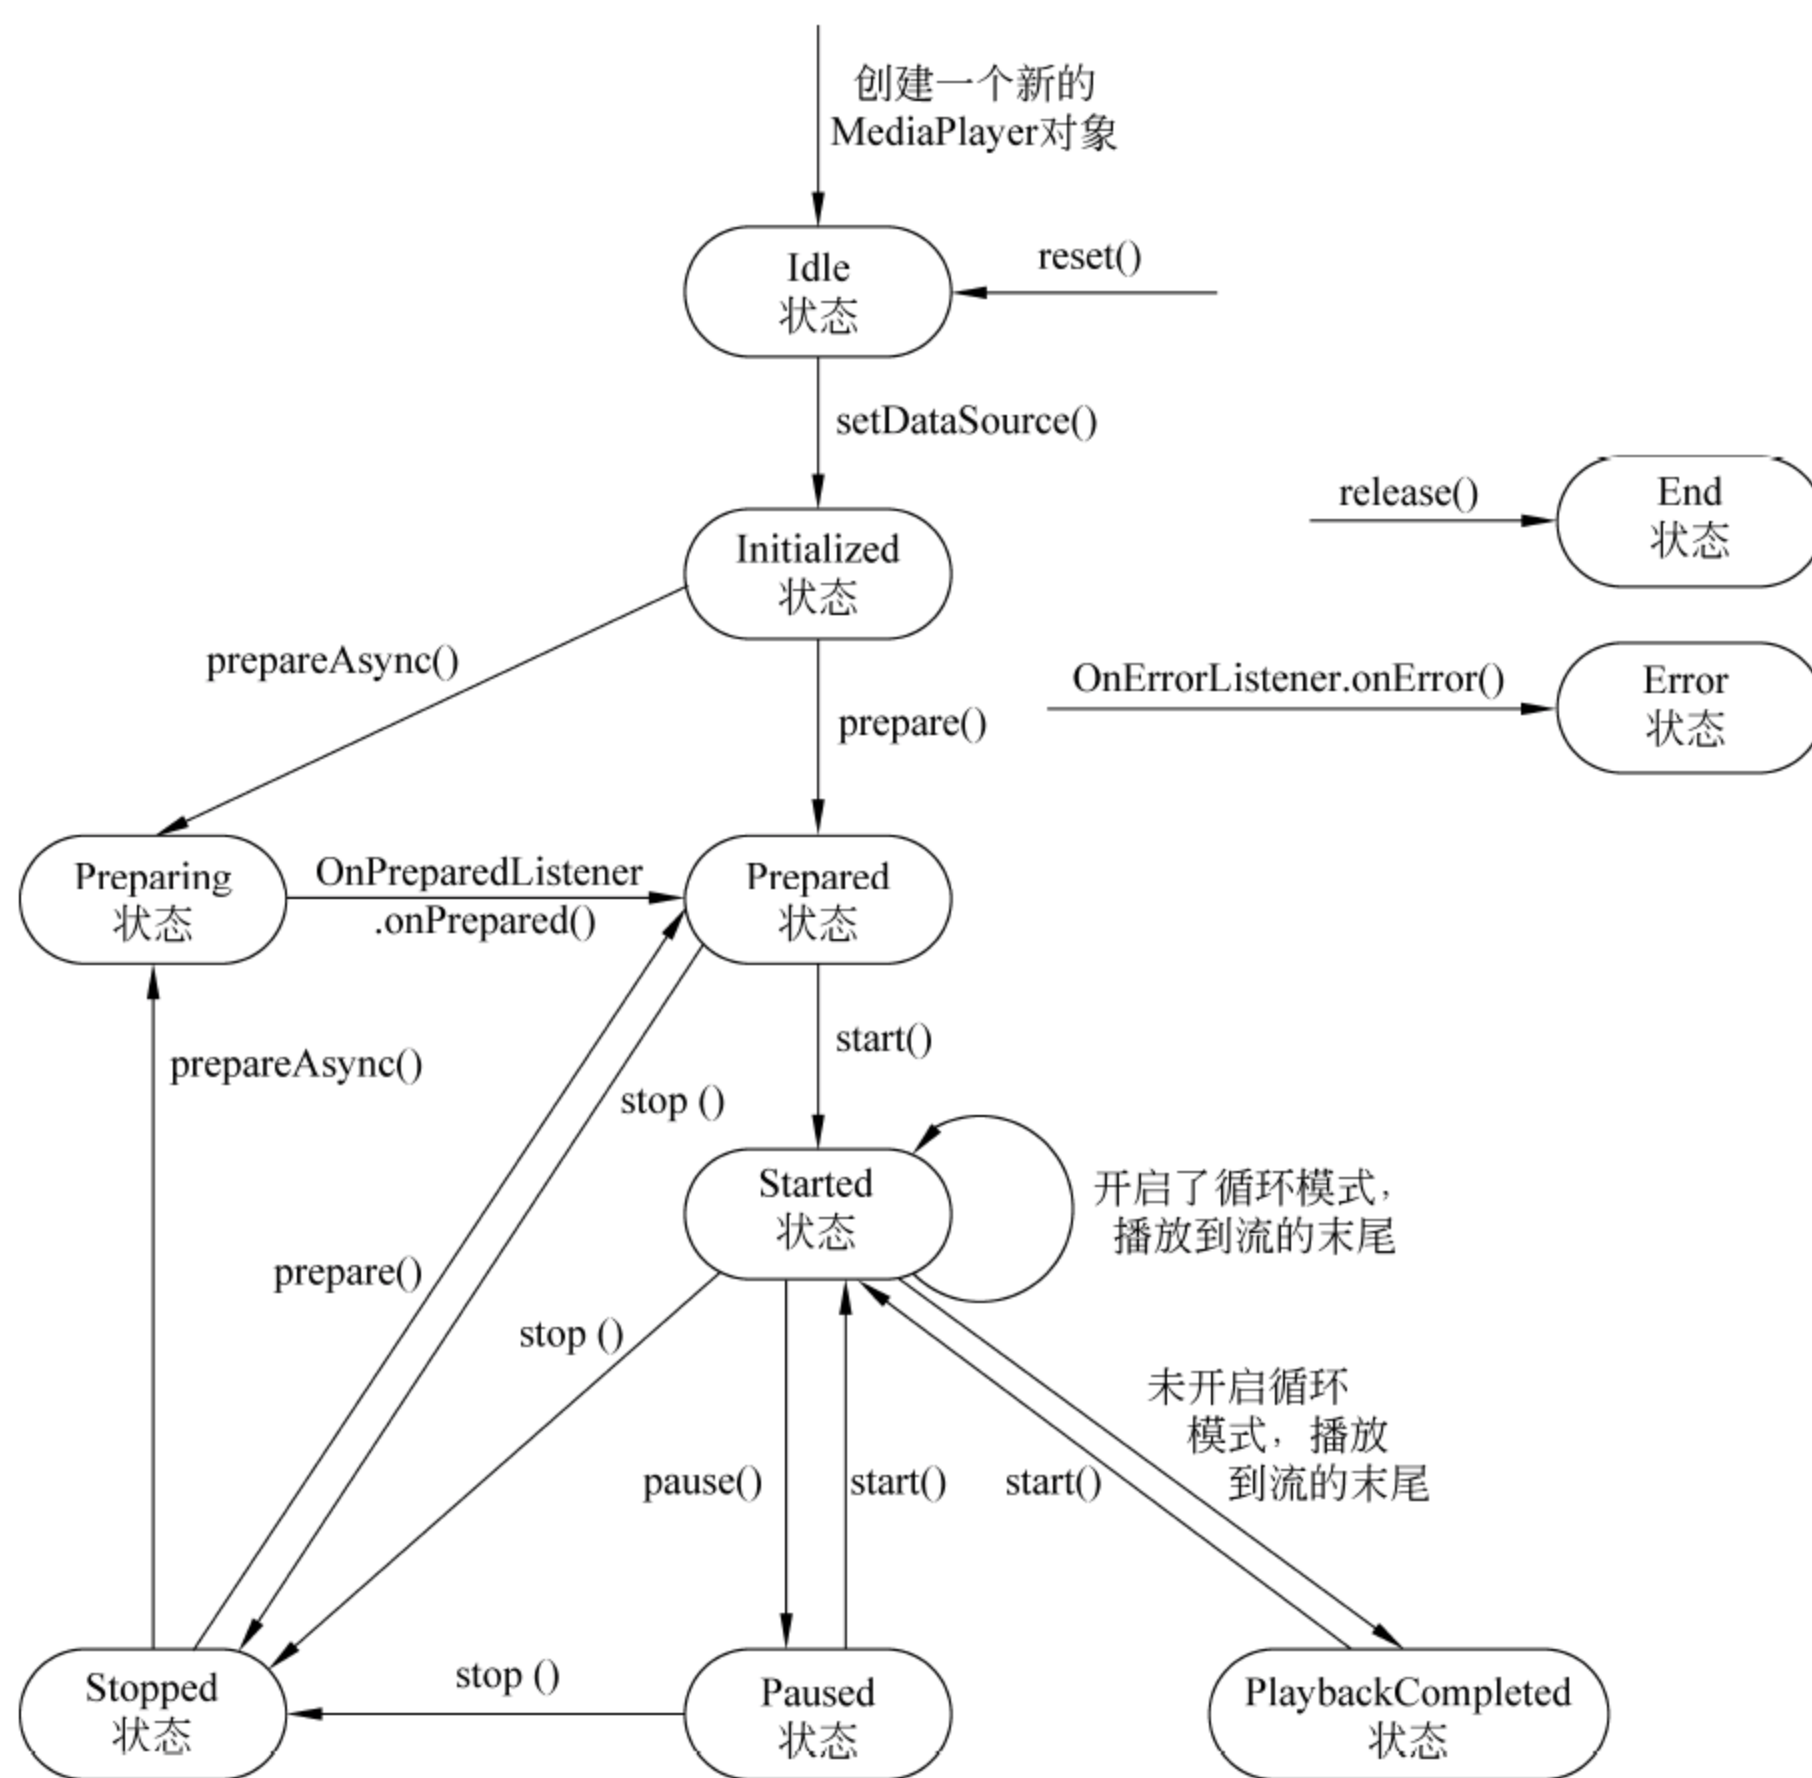 创建一个新的
MediaPlayer对象
Idle
状态
reset()
setDataSource()
release()
End
状态
Initialized
状态
prepareAsync()
OnErrorListener.onError()
Error
状态
prepare()
Preparing
状态
OnPreparedListener
.onPrepared()
Prepared
状态
start()
prepareAsync()
stop ()
Started
状态
开启了循环模式，
播放到流的末尾
prepare()
stop ()
未开启循环
模式，播放
到流的末尾
pause()
start()
start()
Stopped
状态
stop ()
Paused
状态
PlaybackCompleted
状态